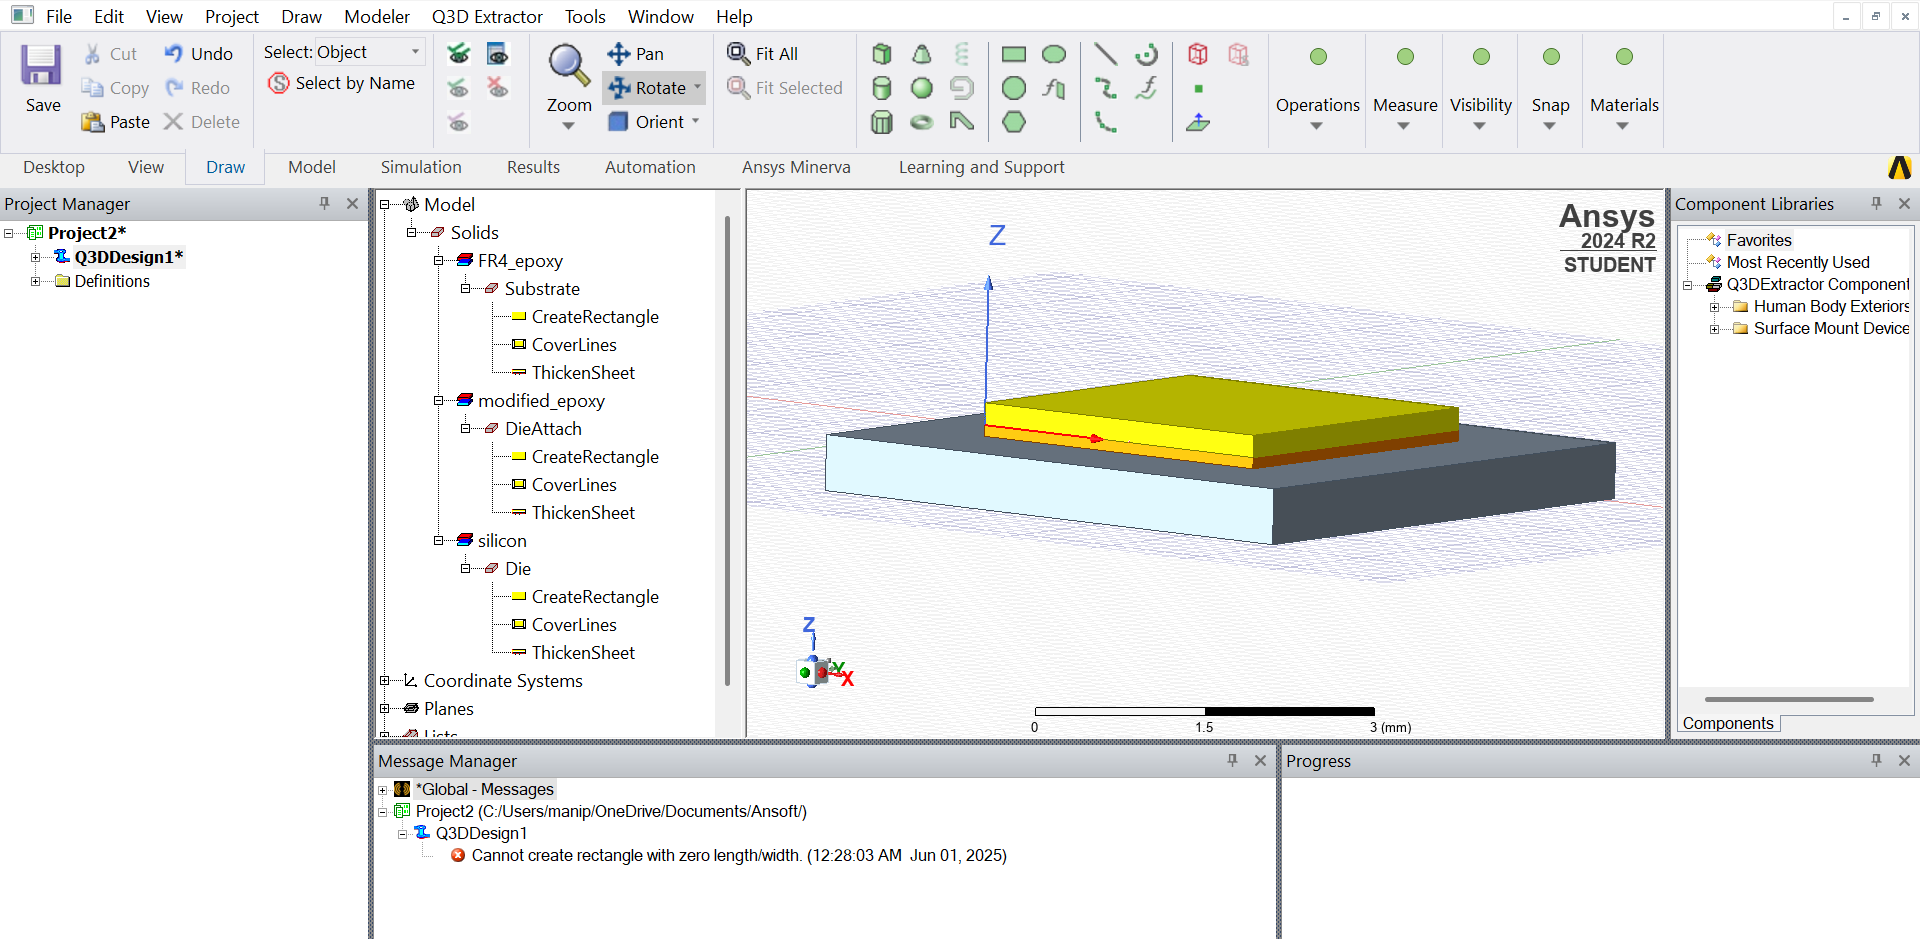 File Edit View Project Draw Modeler Q3D Extractor Tools Window Help
Save
Cut
Copy
Paste
Undo
Redo
Delete
Select: Object
Select by Name
Zoom
Pan
Rotate
Orient
Fit All
Fit Selected
Operations
Measure
Visibility
Snap
Materials
Desktop View Draw Model Simulation Results Automation Ansys Minerva Learning and Support
Project Manager
Project2*
Q3DDesign1*
Definitions
Model
Solids
FR4_epoxy
Substrate
CreateRectangle
CoverLines
ThickenSheet
modified_epoxy
DieAttach
CreateRectangle
CoverLines
ThickenSheet
silicon
Die
CreateRectangle
CoverLines
ThickenSheet
Coordinate Systems
Planes
Lists
Z
Ansys
2024 R2
STUDENT
Z
Y
X
0 1.5 3 (mm)
Component Libraries
Favorites
Most Recently Used
Q3DExtractor Component
Human Body Exteriors
Surface Mount Device
Components
Message Manager
*Global - Messages
Project2 (C:/Users/manip/OneDrive/Documents/Ansoft/)
Q3DDesign1
Cannot create rectangle with zero length/width. (12:28:03 AM Jun 01, 2025)
Progress